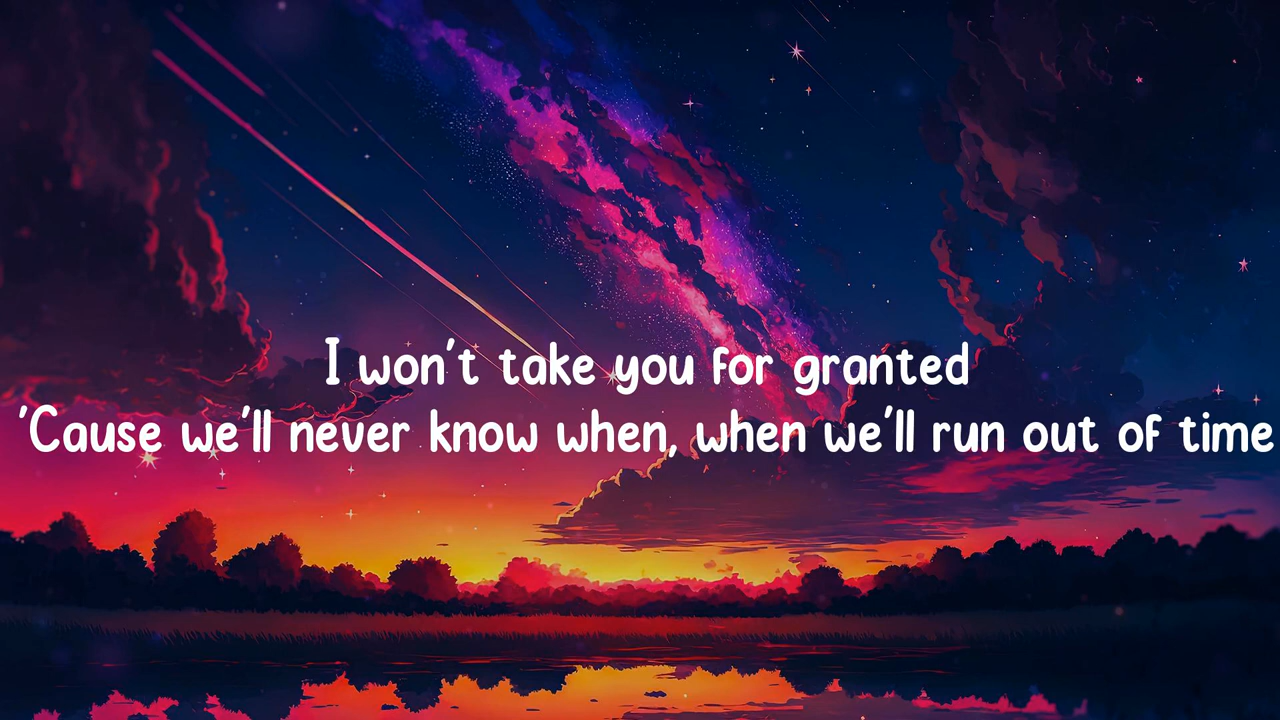 I won't take you for granted
'Cause we'll never know when, when we'll run out of time